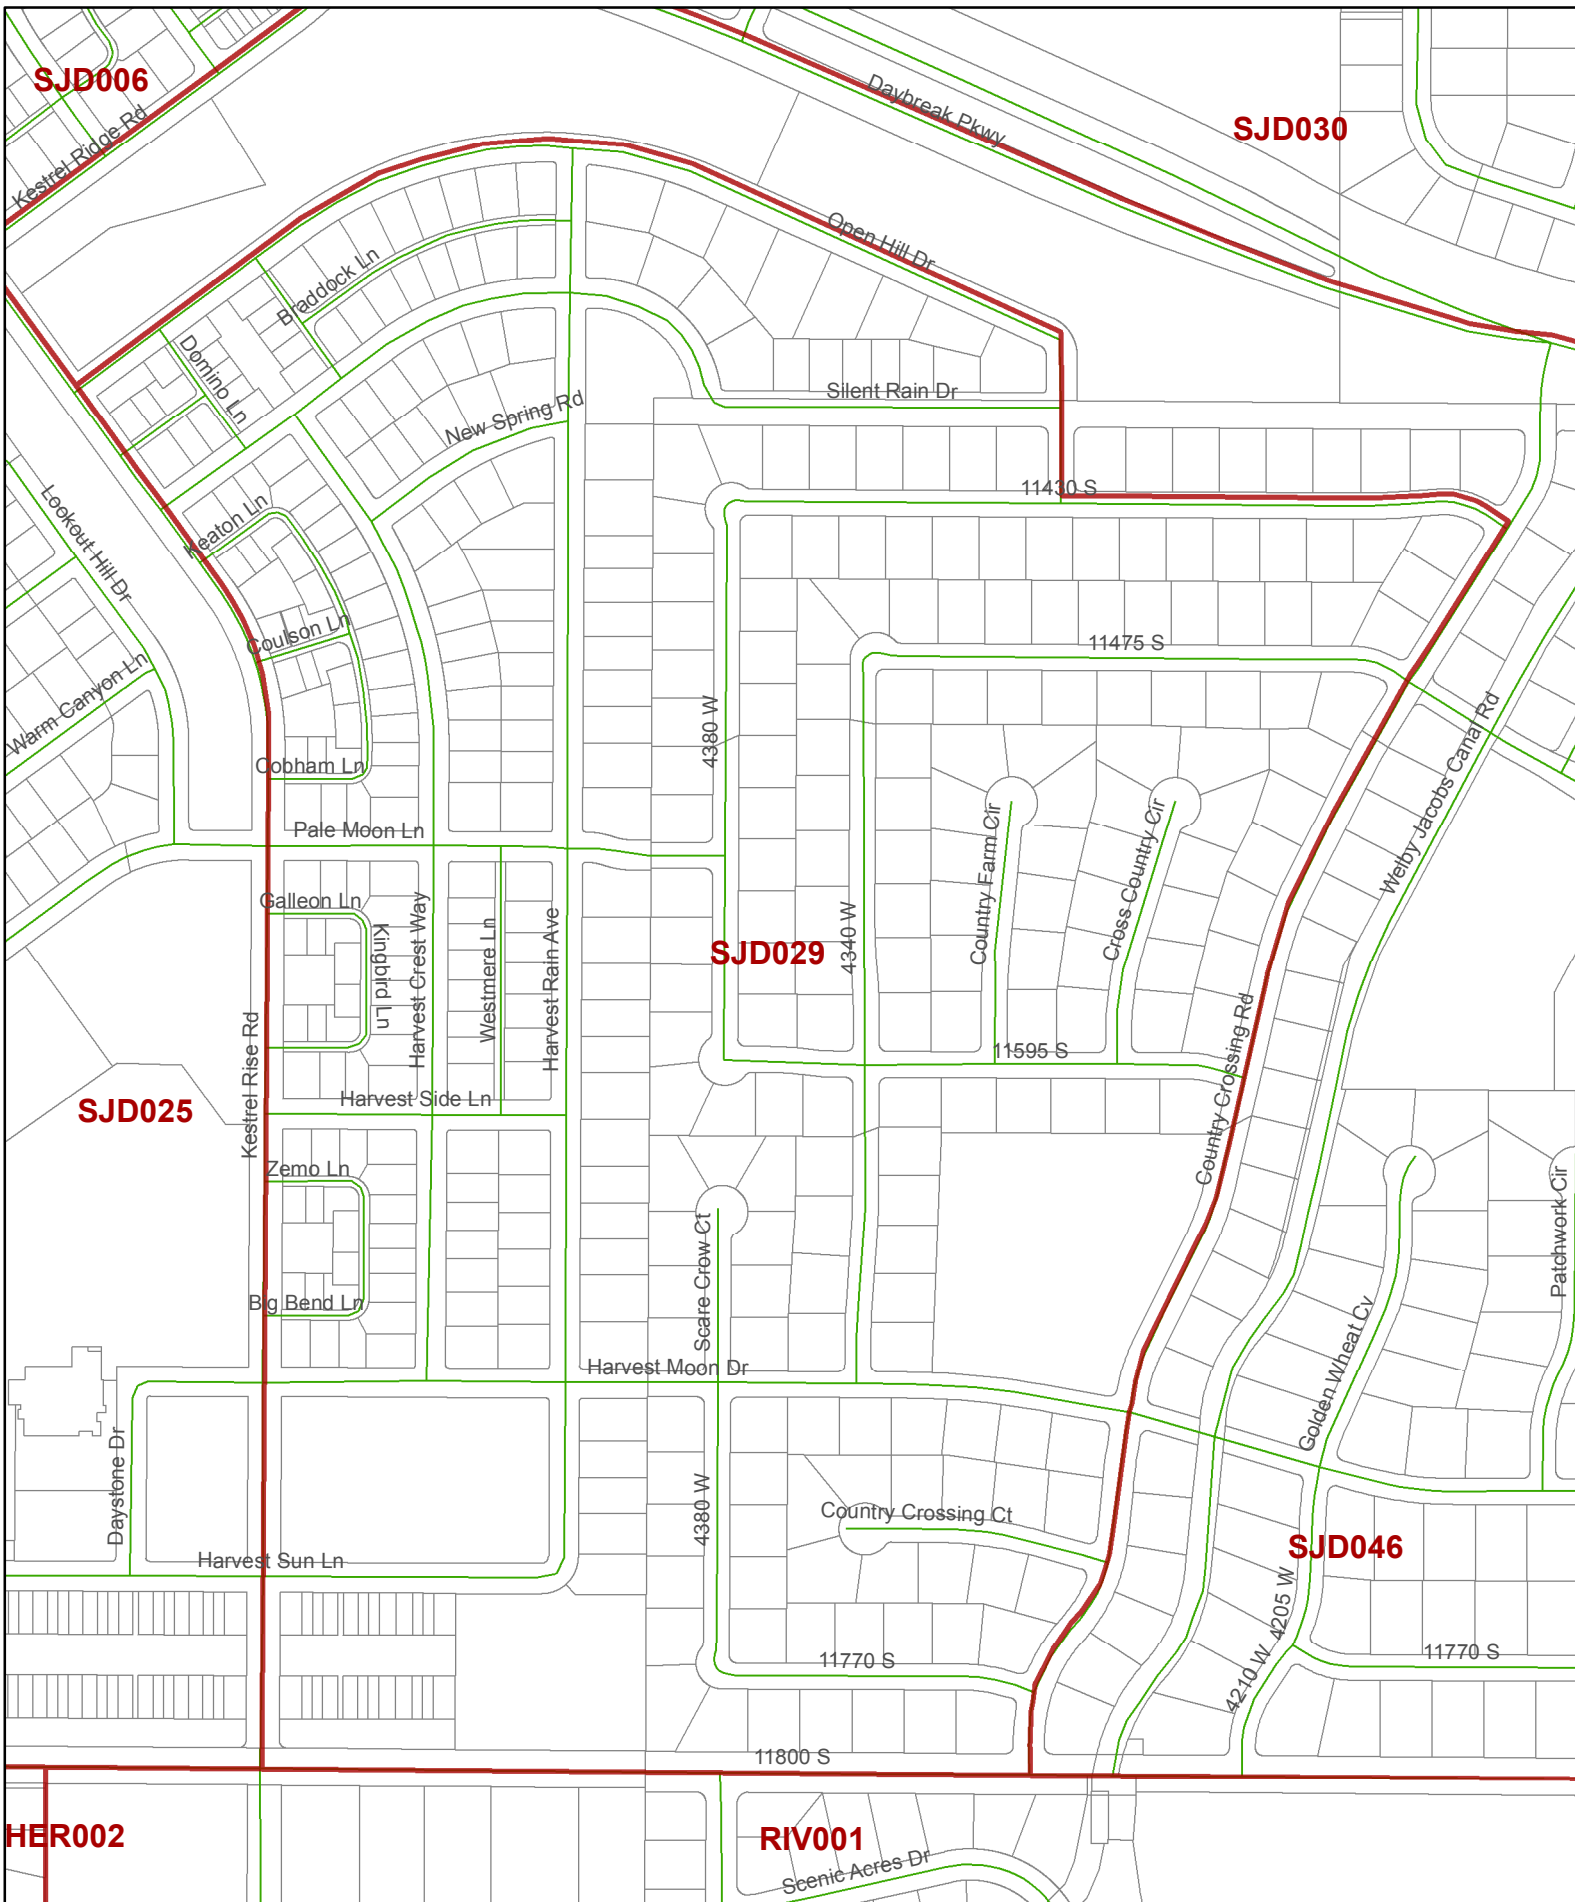 SJD006
Kestrel Ridge Rd
Daybreak Pkwy
SJD030
Open Hill Dr
Braddock Ln
Domino Ln
Silent Rain Dr
New Spring Rd
11430 S
Lookout Hill Dr
Keaton Ln
Coulson Ln
11475 S
Warm Canyon Ln
4380 W
Welby Jacobs Canal Rd
Cobham Ln
Pale Moon Ln
Country Farm Cir
Cross Country Cir
Galleon Ln
Kingbird Ln
Harvest Crest Way
Westmere Ln
Harvest Rain Ave
SJD029
4340 W
Kestrel Rise Rd
11595 S
Country Crossing Rd
SJD025
Harvest Side Ln
Zemo Ln
Scare Crow Ct
Patchwork Cir
Big Bend Ln
Golden Wheat Cv
Harvest Moon Dr
Daystone Dr
4380 W
Country Crossing Ct
SJD046
Harvest Sun Ln
4205 W
11770 S
4210 W
11770 S
11800 S
HER002
RIV001
Scenic Acres Dr